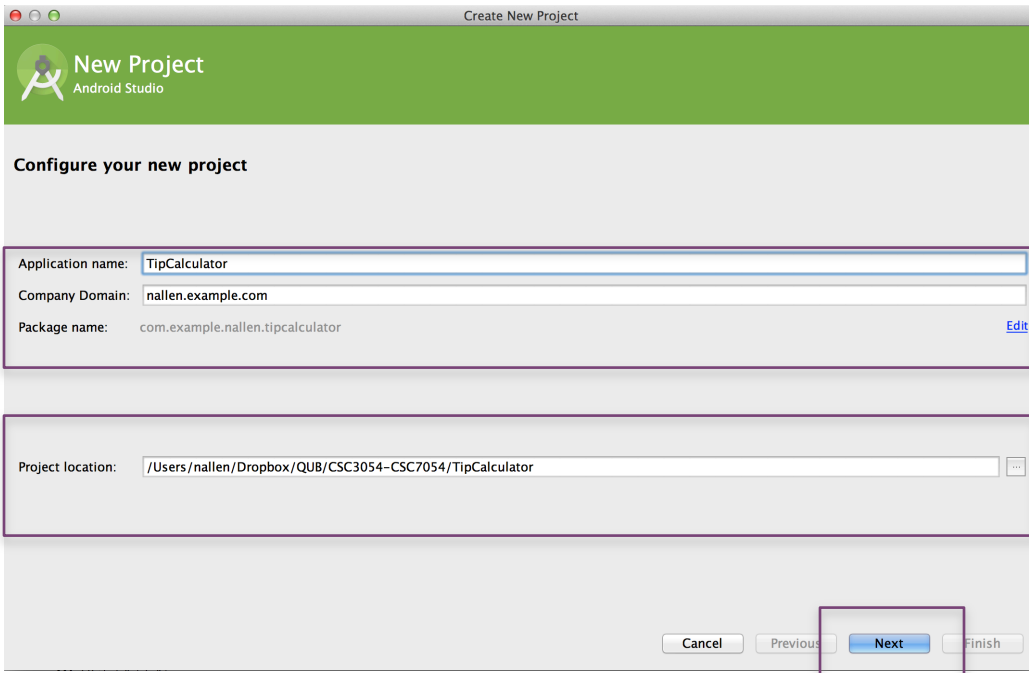 Create New Project
New Project
Android Studio
Configure your new project
Application name: TipCalculator
Company Domain: nallen.example.com
Package name: com.example.nallen.tipcalculator Edit
Project location: /Users/nallen/Dropbox/QUB/CSC3054-CSC7054/TipCalculator ...
Cancel Previous Next Finish